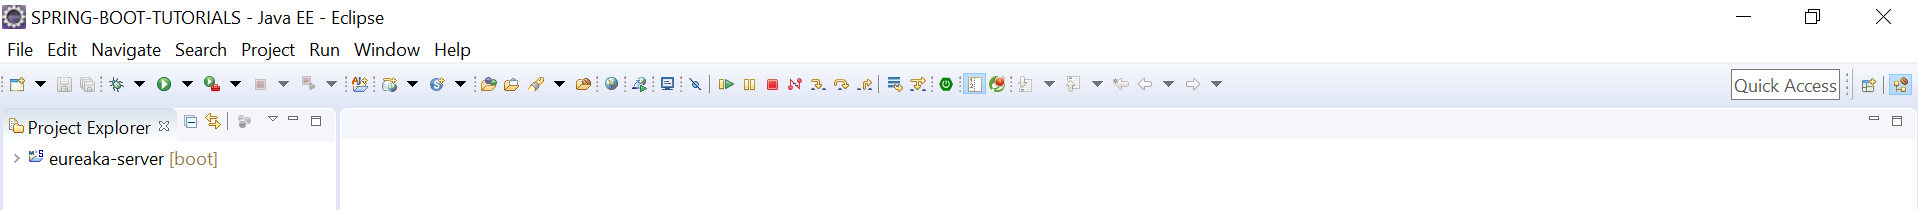 SPRING-BOOT-TUTORIALS - Java EE - Eclipse
File Edit Navigate Search Project Run Window Help
Quick Access
Project Explorer
eureaka-server [boot]